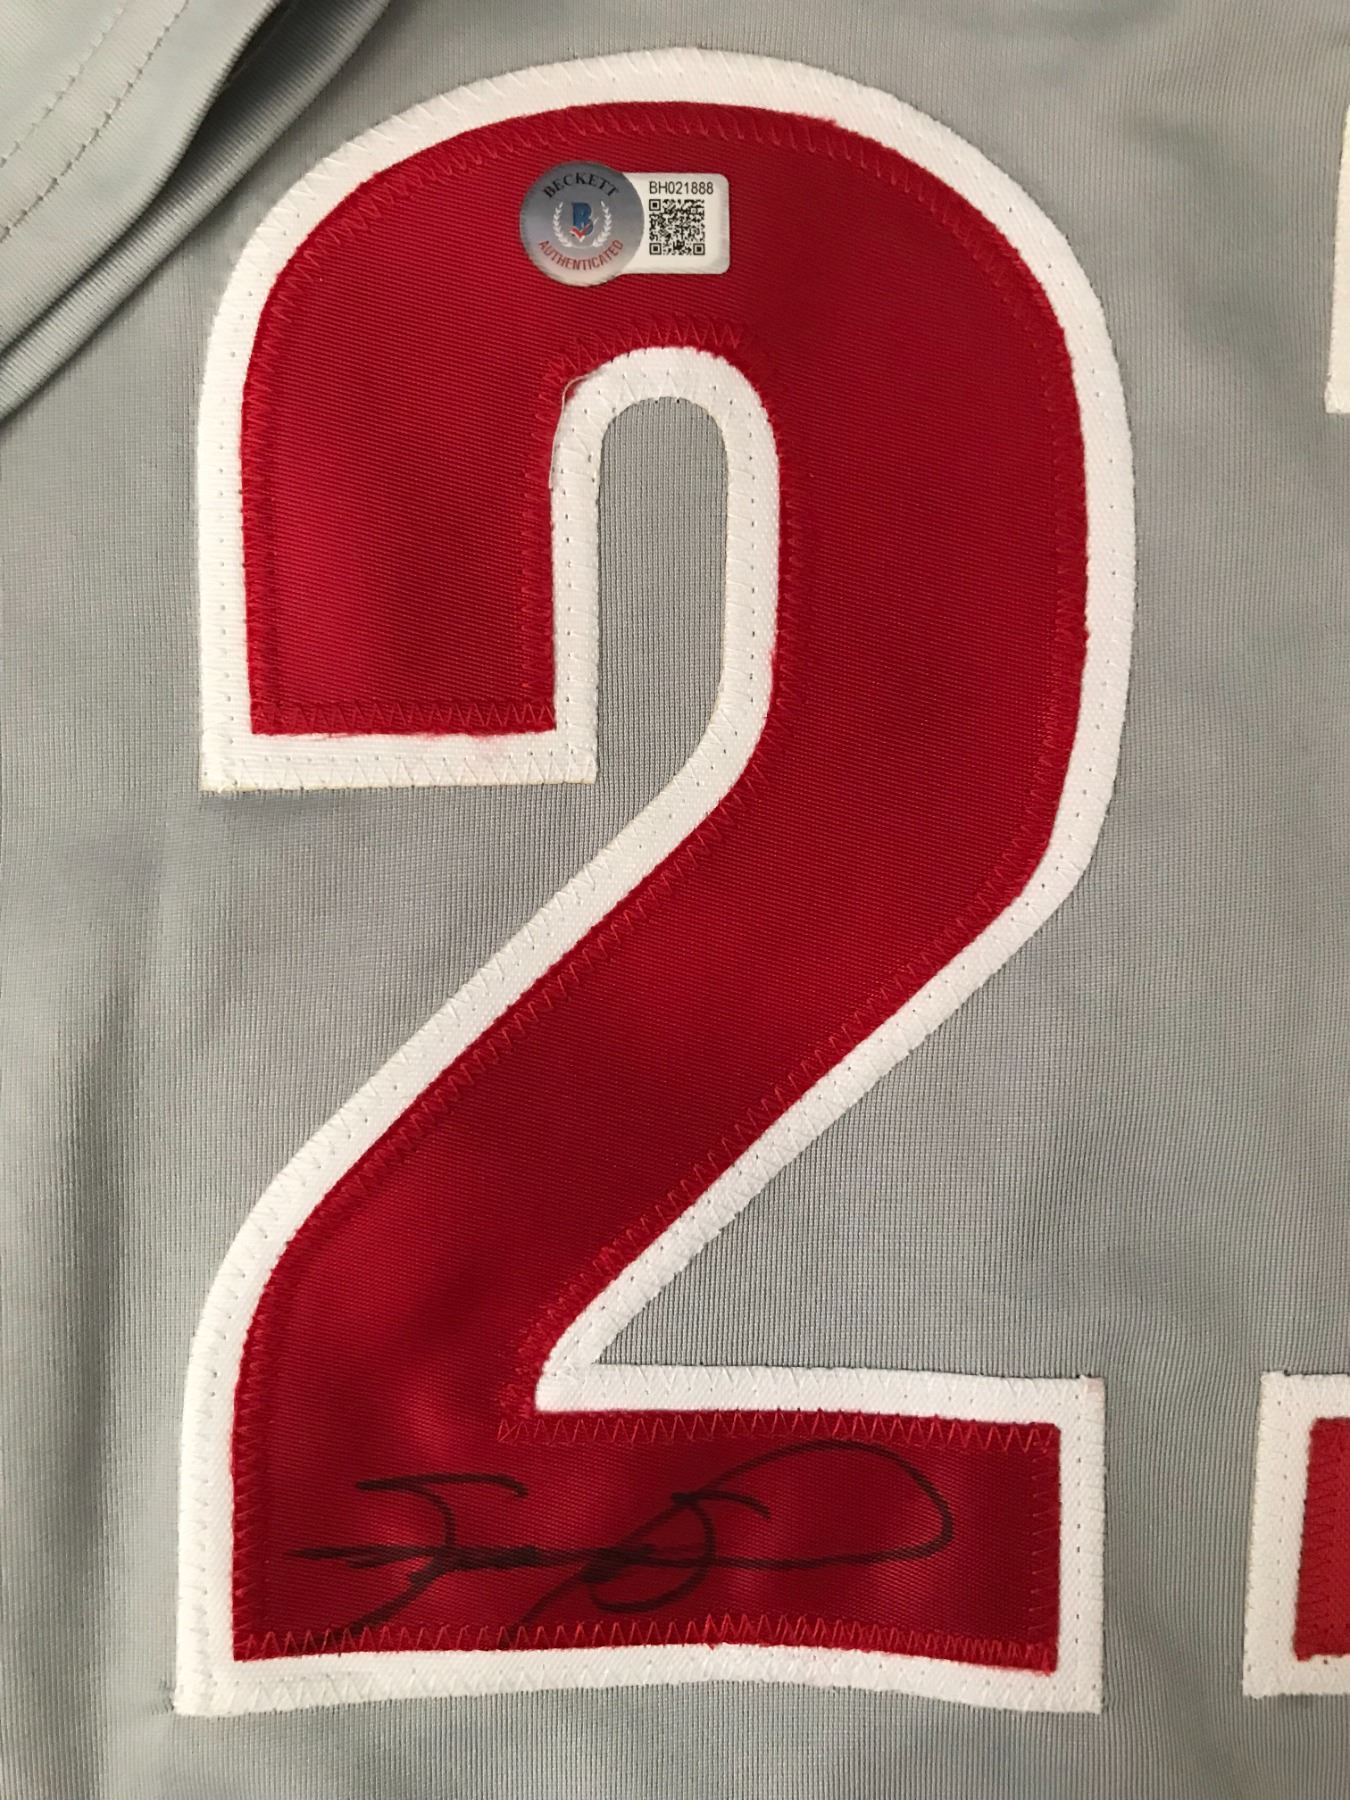 BECKETT
B
AUTHENTICATED
BH021888
2